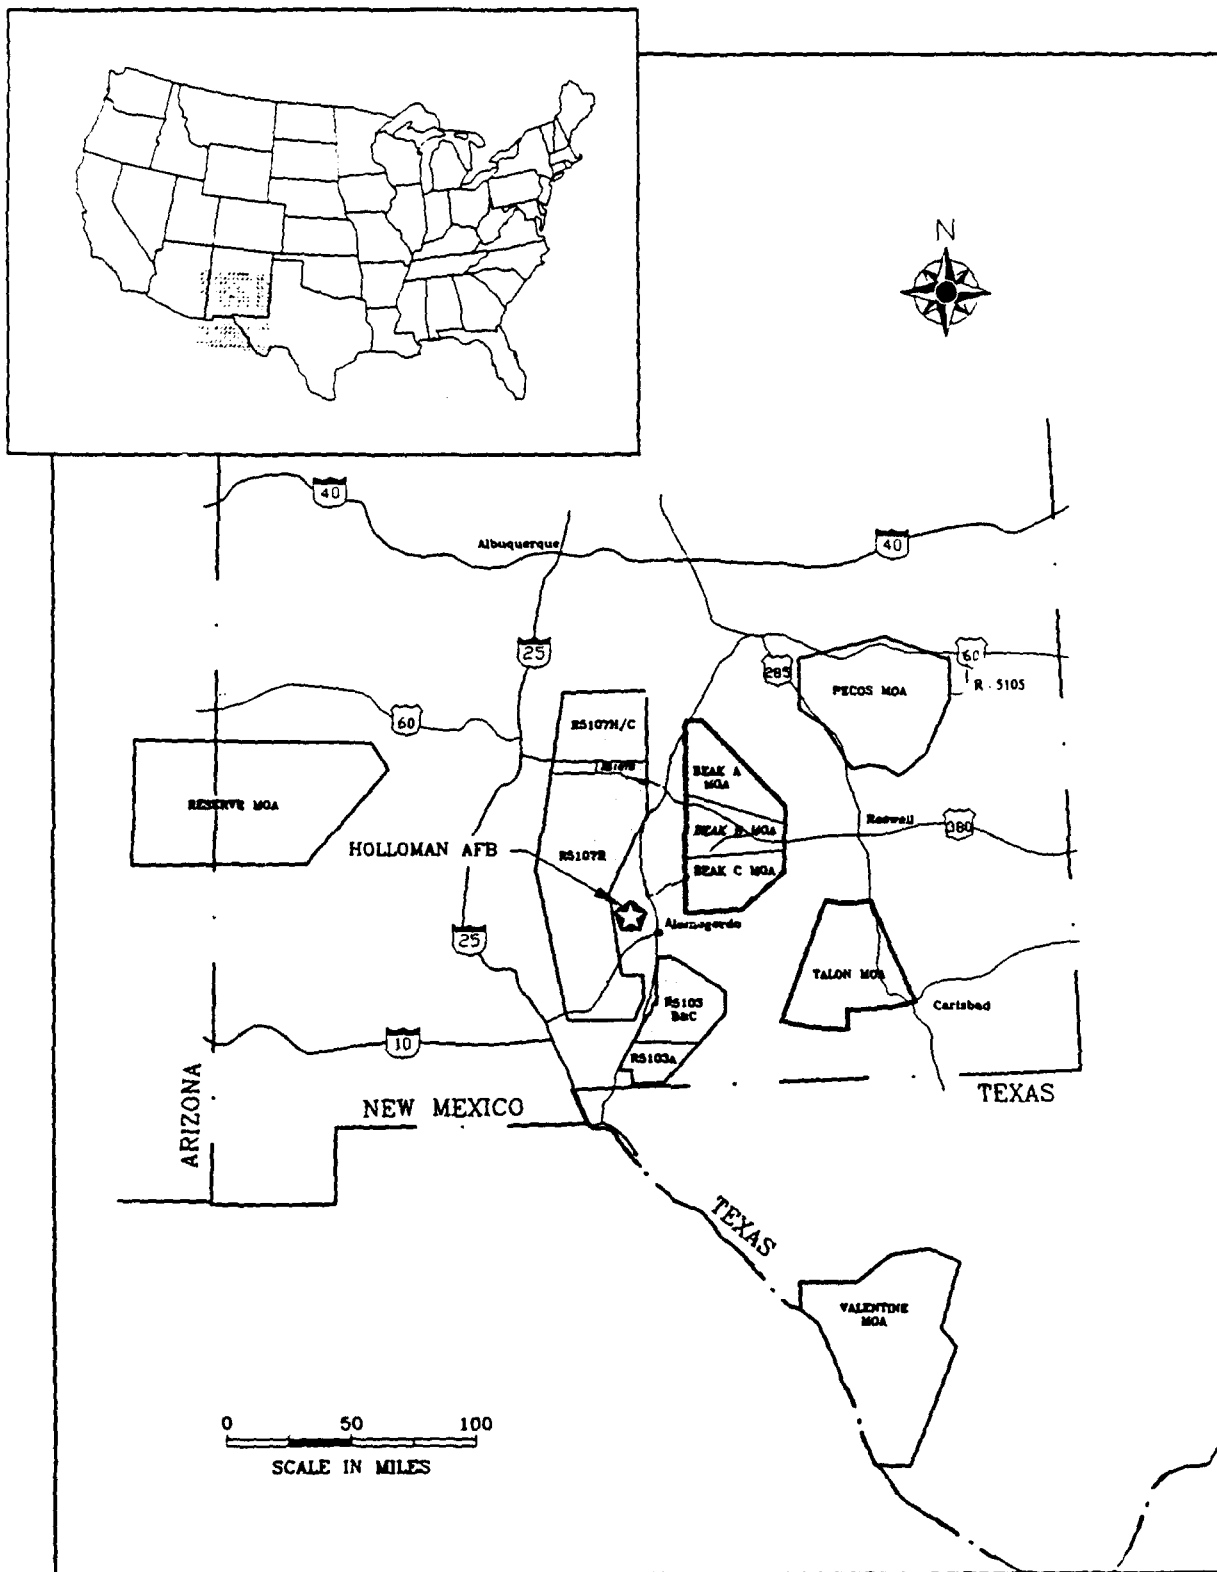 N
40
40
Albuquerque
25
60
285
PECOS MOA
R - 5105
60
R5107H/C
BEAK A
MOA
RESERVE MOA
Roswell
380
BEAK B MOA
HOLLOMAN AFB
R5107B
BEAK C MOA
25
Alamogordo
TALON MOA
Carlsbad
R5103
B&C
10
R5103A
ARIZONA
NEW MEXICO
TEXAS
TEXAS
VALENTINE
MOA
0 50 100
SCALE IN MILES